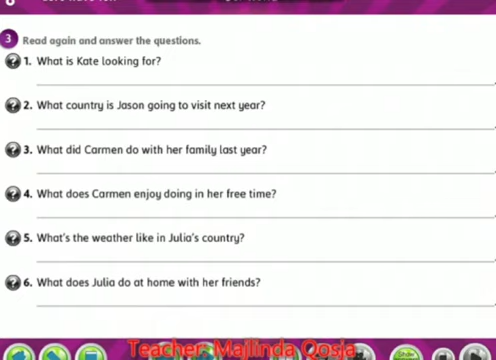 3 Read again and answer the questions.
1. What is Kate looking for?
2. What country is Jason going to visit next year?
3. What did Carmen do with her family last year?
4. What does Carmen enjoy doing in her free time?
5. What's the weather like in Julia's country?
6. What does Julia do at home with her friends?
Teacher: Majlinda Qosja